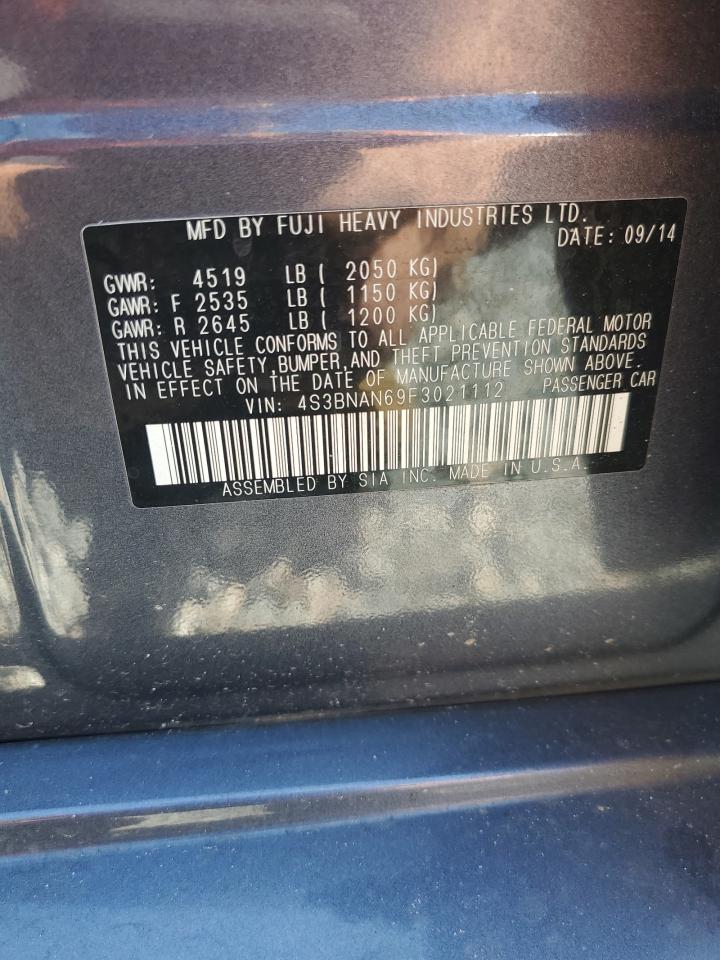 MFD BY FUJI HEAVY INDUSTRIES LTD.
DATE: 09/14
GVWR: 4519 LB ( 2050 KG)
GAWR: F 2535 LB ( 1150 KG)
GAWR: R 2645 LB ( 1200 KG)
THIS VEHICLE CONFORMS TO ALL APPLICABLE FEDERAL MOTOR
VEHICLE SAFETY,BUMPER,AND THEFT PREVENTION STANDARDS
IN EFFECT ON THE DATE OF MANUFACTURE SHOWN ABOVE.
VIN: 4S3BNAN69F3021112 PASSENGER CAR
ASSEMBLED BY SIA INC. MADE IN U.S.A.